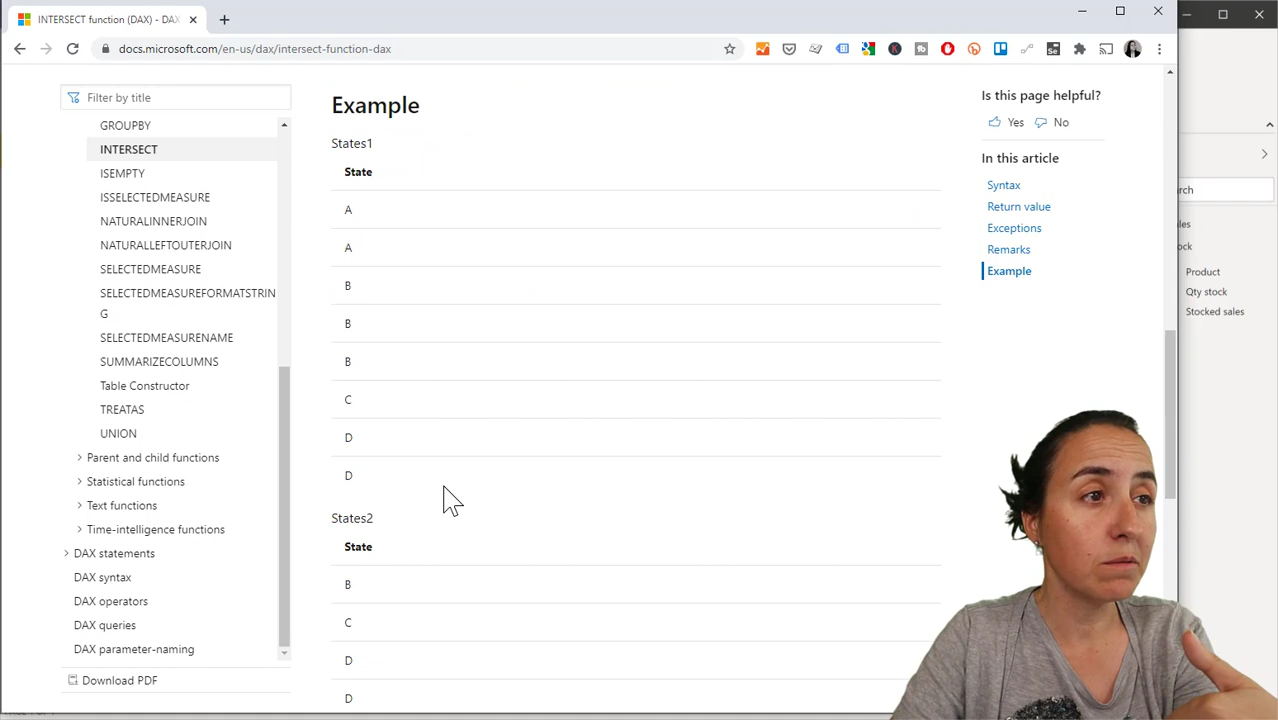 INTERSECT function (DAX) - DAX
docs.microsoft.com/en-us/dax/intersect-function-dax
Filter by title
GROUPBY
INTERSECT
ISEMPTY
ISSELECTEDMEASURE
NATURALINNERJOIN
NATURALLEFTOUTERJOIN
SELECTEDMEASURE
SELECTEDMEASUREFORMATSTRIN
G
SELECTEDMEASURENAME
SUMMARIZECOLUMNS
Table Constructor
TREATAS
UNION
Parent and child functions
Statistical functions
Text functions
Time-intelligence functions
DAX statements
DAX syntax
DAX operators
DAX queries
DAX parameter-naming
Download PDF
Example
States1
State
A
A
B
B
B
C
D
D
States2
State
B
C
D
D
Is this page helpful?
Yes
No
In this article
Syntax
Return value
Exceptions
Remarks
Example
Product
Qty stock
Stocked sales